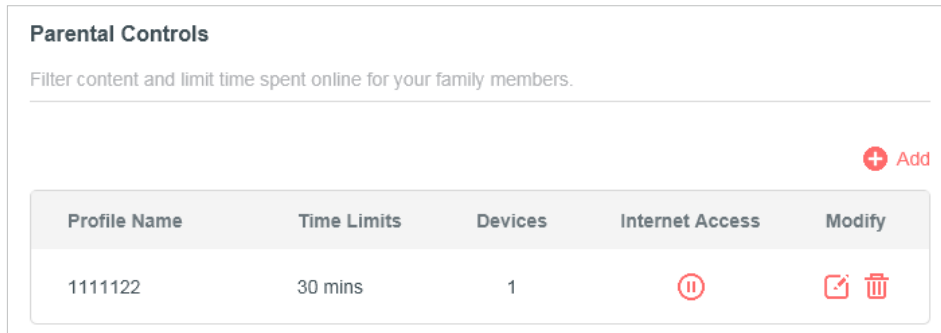 Parental Controls
Filter content and limit time spent online for your family members.
Add
Profile Name Time Limits Devices Internet Access Modify
1111122 30 mins 1